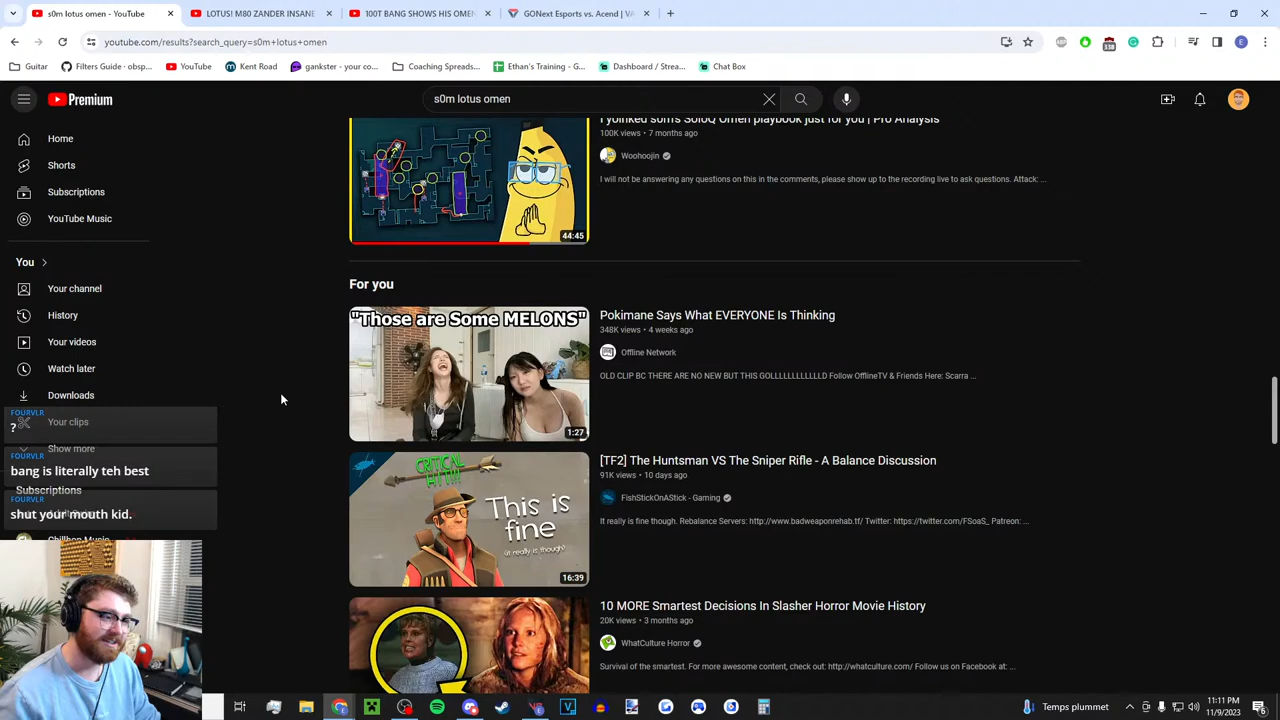 s0m lotus omen - YouTube
LOTUS! M80 ZANDER INSANE
100T BANG SHOWS HIS OMEN
GONext Esports vs. Acend | VA
youtube.com/results?search_query=s0m+lotus+omen
338
E
Guitar
Filters Guide · obsp...
YouTube
Kent Road
gankster - your co...
Coaching Spreads...
Ethan's Training - G...
Dashboard / Strea...
Chat Box
Premium
s0m lotus omen
Home
Shorts
Subscriptions
YouTube Music
You
Your channel
History
Your videos
Watch later
Downloads
Your clips
Show more
Subscriptions
FOURVLR
?
FOURVLR
bang is literally teh best
FOURVLR
shut your mouth kid.
Chillhop Music
I yoinked s0m's SoloQ Omen playbook just for you | Pro Analysis
100K views • 7 months ago
Woohoojin
I will not be answering any questions on this in the comments, please show up to the recording live to ask questions. Attack: ...
44:45
For you
"Those are Some MELONS"
1:27
Pokimane Says What EVERYONE Is Thinking
348K views • 4 weeks ago
Offline Network
OLD CLIP BC THERE ARE NO NEW BUT THIS GOLLLLLLLLLLLD Follow OfflineTV & Friends Here: Scarra ...
CRITICAL
HIT!!!
This is
fine
(it really is though)
16:39
[TF2] The Huntsman VS The Sniper Rifle - A Balance Discussion
91K views • 10 days ago
FishStickOnAStick - Gaming
It really is fine though. Rebalance Servers: http://www.badweaponrehab.tf/ Twitter: https://twitter.com/FSoaS_ Patreon: ...
10 MORE Smartest Decisions In Slasher Horror Movie History
20K views • 3 months ago
WhatCulture Horror
Survival of the smartest. For more awesome content, check out: http://whatculture.com/ Follow us on Facebook at: ...
Temps plummet
11:11 PM
11/9/2023